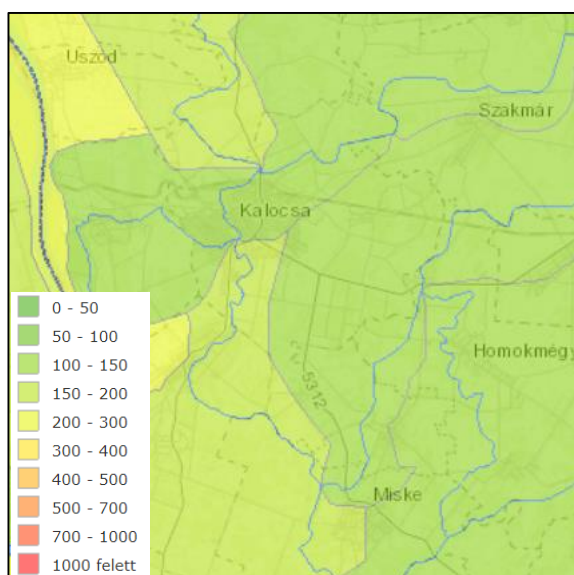 Uszód
Szakmár
Kalocsa
Homokmégy
5312
Miske
0 - 50
50 - 100
100 - 150
150 - 200
200 - 300
300 - 400
400 - 500
500 - 700
700 - 1000
1000 felett